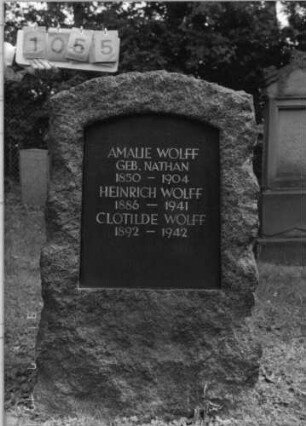 1055
AMALIE WOLFF
GEB. NATHAN
1850 – 1904
HEINRICH WOLFF
1886 – 1941
CLOTILDE WOLFF
1892 – 1942